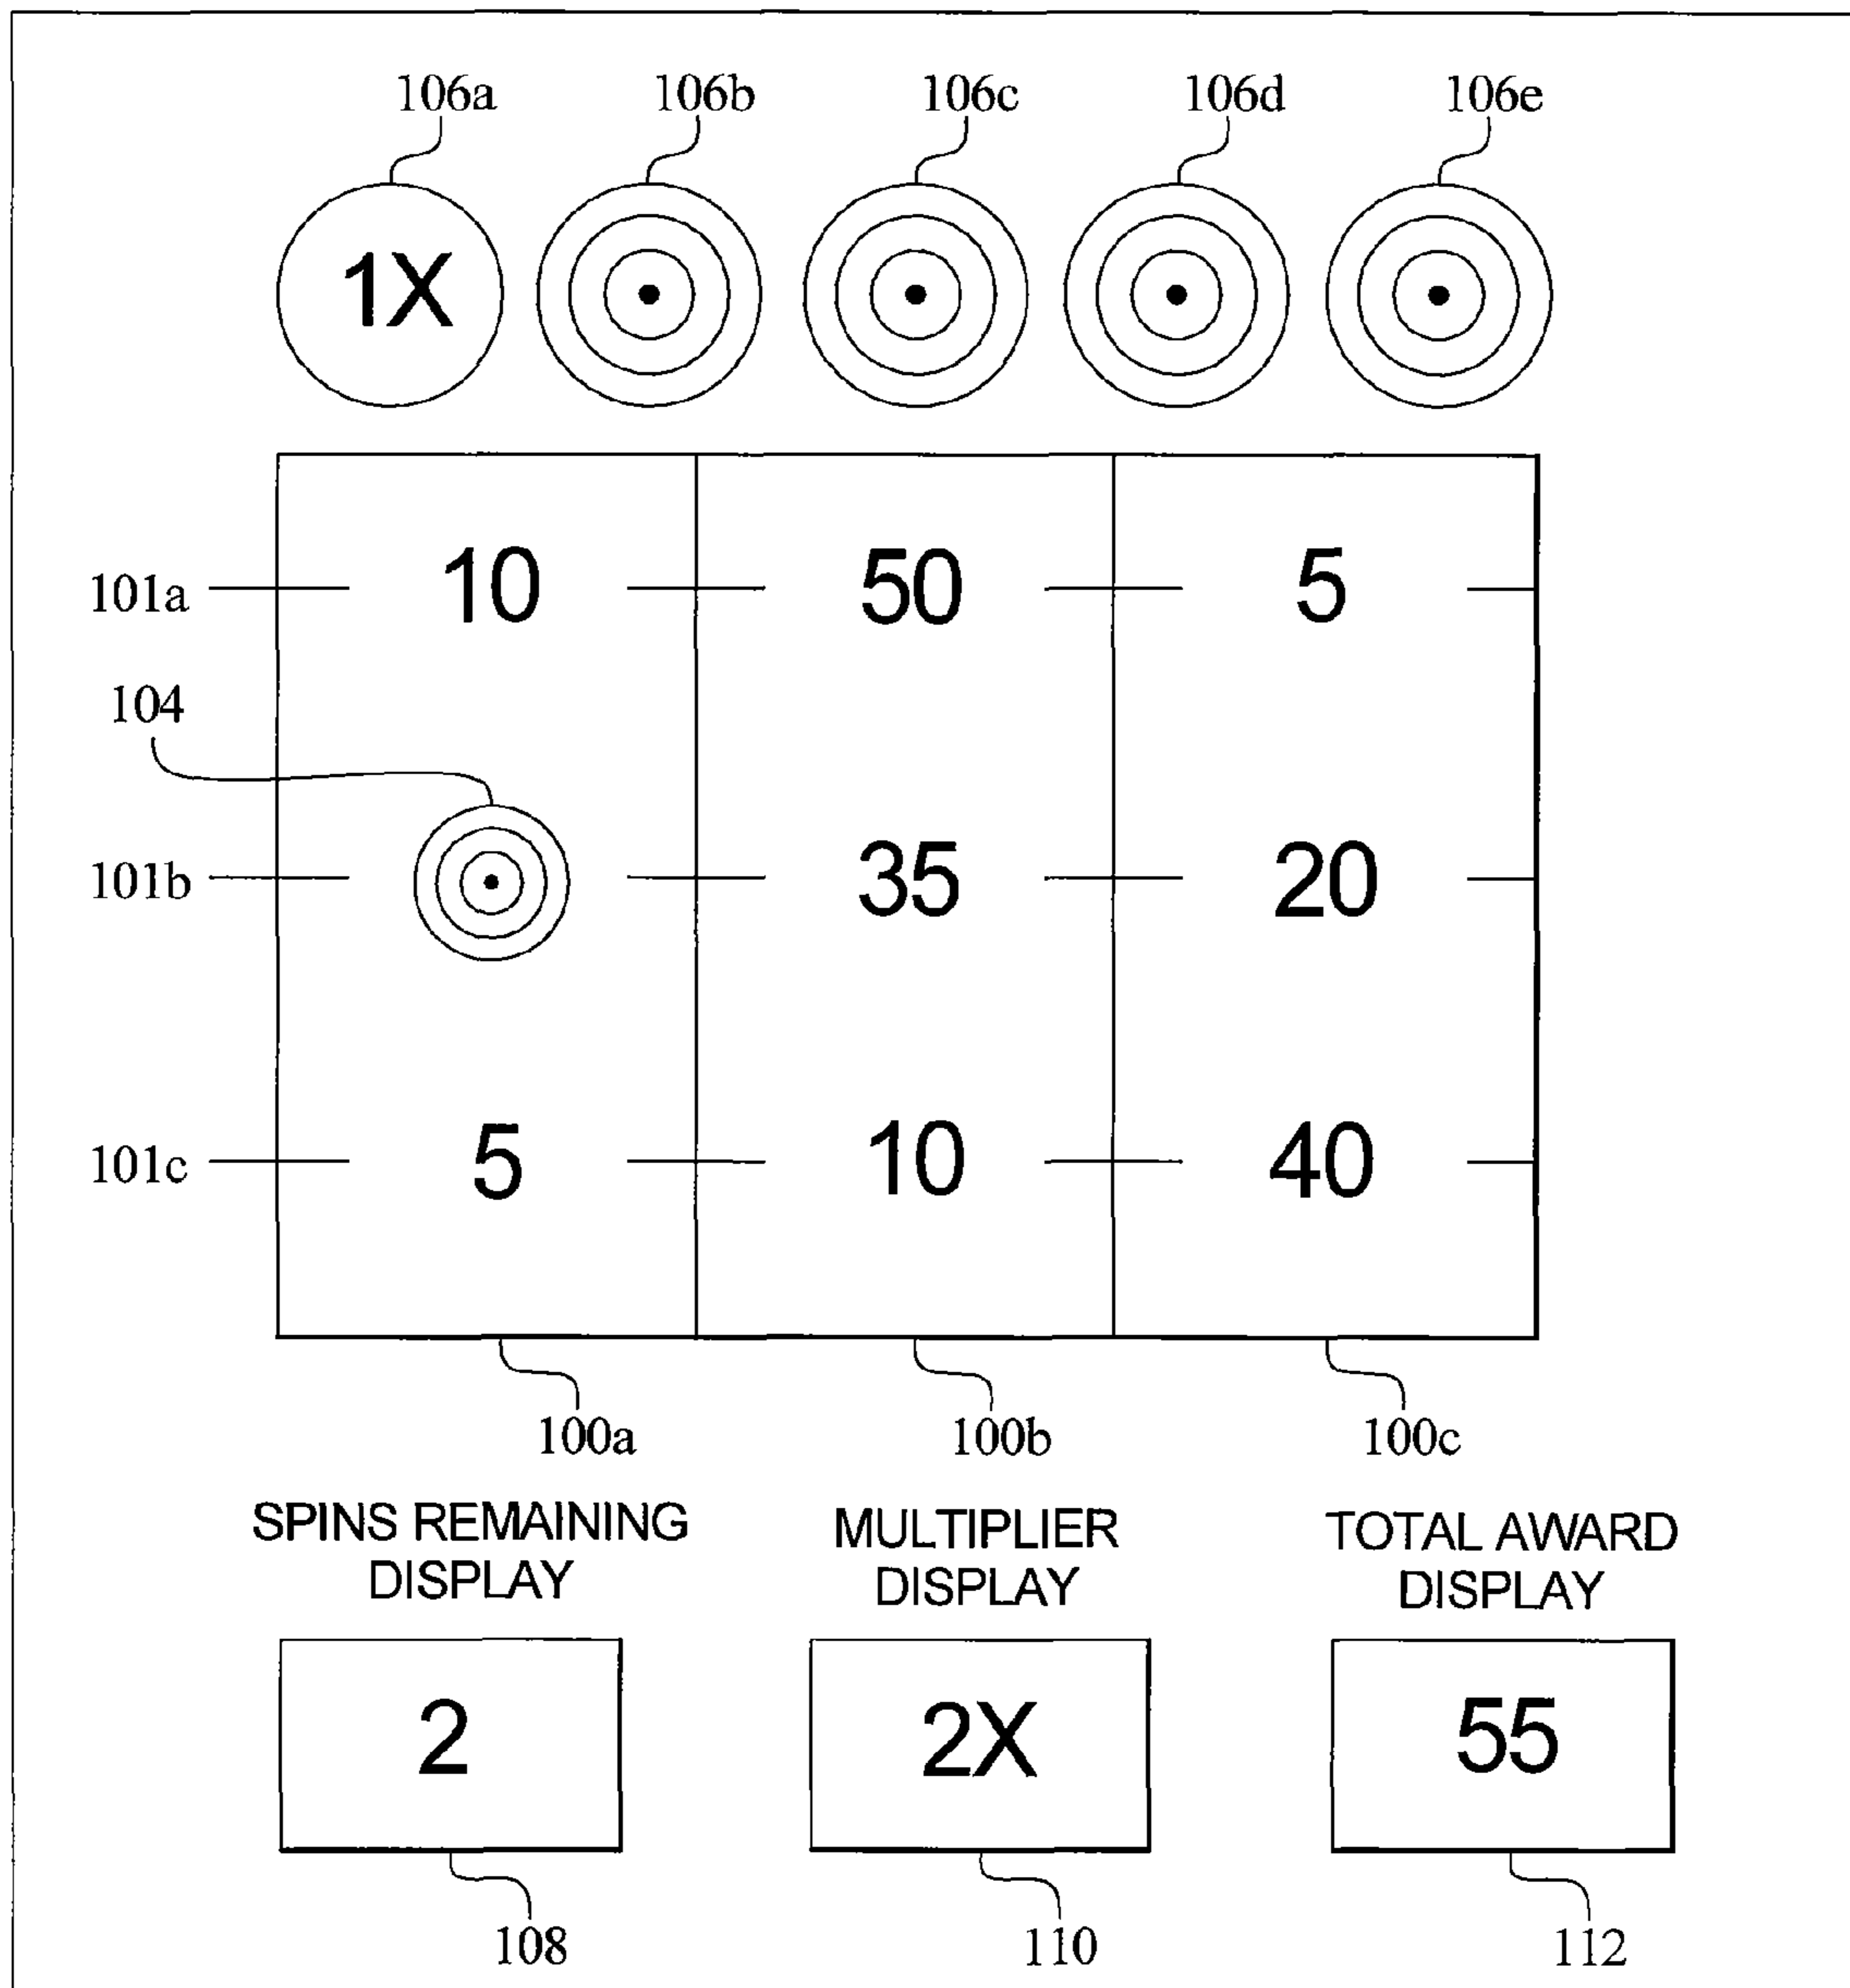 106a 106b 106c 106d 106e
1X
101a 10 50 5
104
101b 35 20
101c 5 10 40
100a 100b 100c
SPINS REMAINING DISPLAY
MULTIPLIER DISPLAY
TOTAL AWARD DISPLAY
2 2X 55
108 110 112